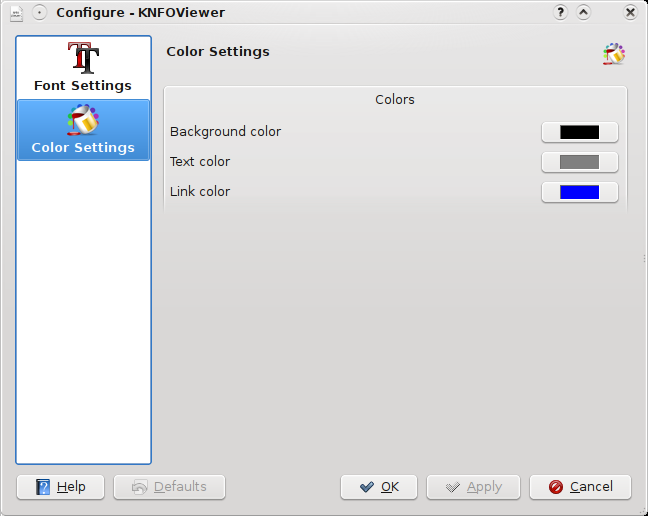 Configure - KNFOViewer
Font Settings
Color Settings
Color Settings
Colors
Background color
Text color
Link color
Help
Defaults
OK
Apply
Cancel